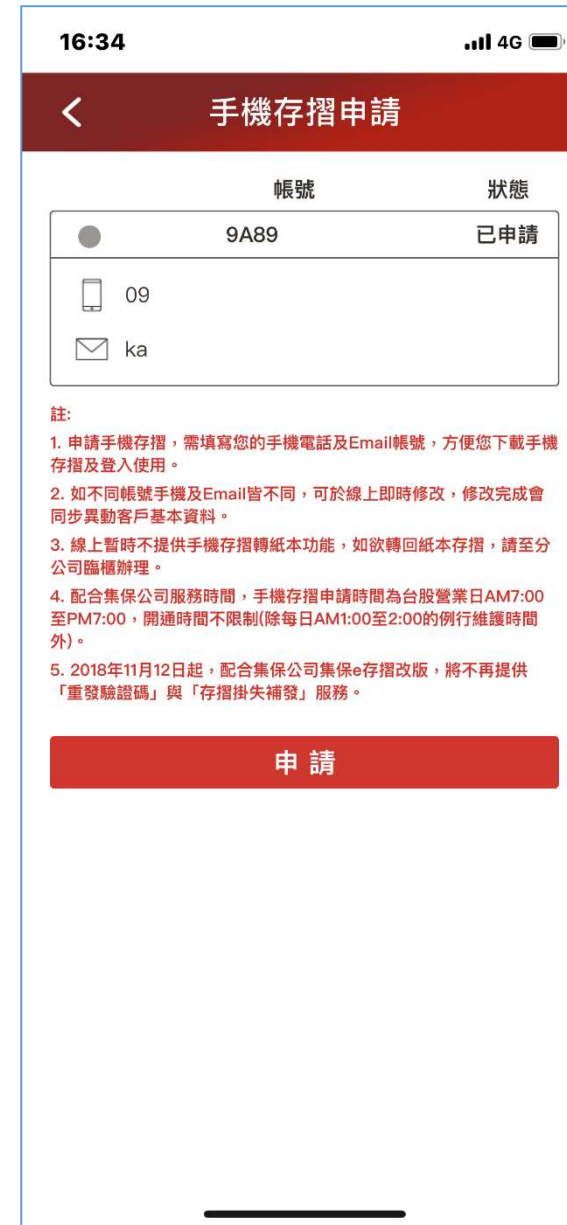 16:34 4G
手機存摺申請
帳號 狀態
9A89 已申請
09
ka
註:
1. 申請手機存摺，需填寫您的手機電話及Email帳號，方便您下載手機
存摺及登入使用。
2. 如不同帳號手機及Email皆不同，可於線上即時修改，修改完成會
同步異動客戶基本資料。
3. 線上暫時不提供手機存摺轉紙本功能，如欲轉回紙本存摺，請至分
公司臨櫃辦理。
4. 配合集保公司服務時間，手機存摺申請時間為台股營業日AM7:00
至PM7:00，開通時間不限制(除每日AM1:00至2:00的例行維護時間
外)。
5. 2018年11月12日起，配合集保公司集保e存摺改版，將不再提供
「重發驗證碼」與「存摺掛失補發」服務。
申 請